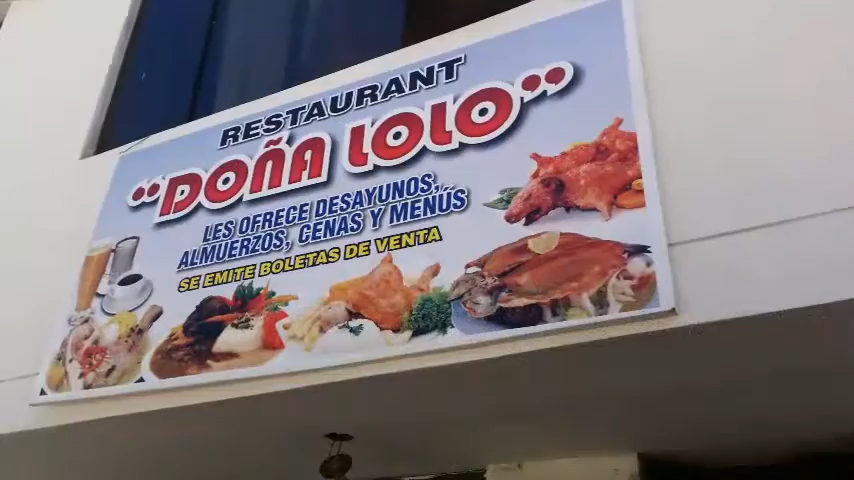 RESTAURANT
"DOÑA LOLO"
LES OFRECE DESAYUNOS,
ALMUERZOS, CENAS Y MENÚS
SE EMITE BOLETAS DE VENTA